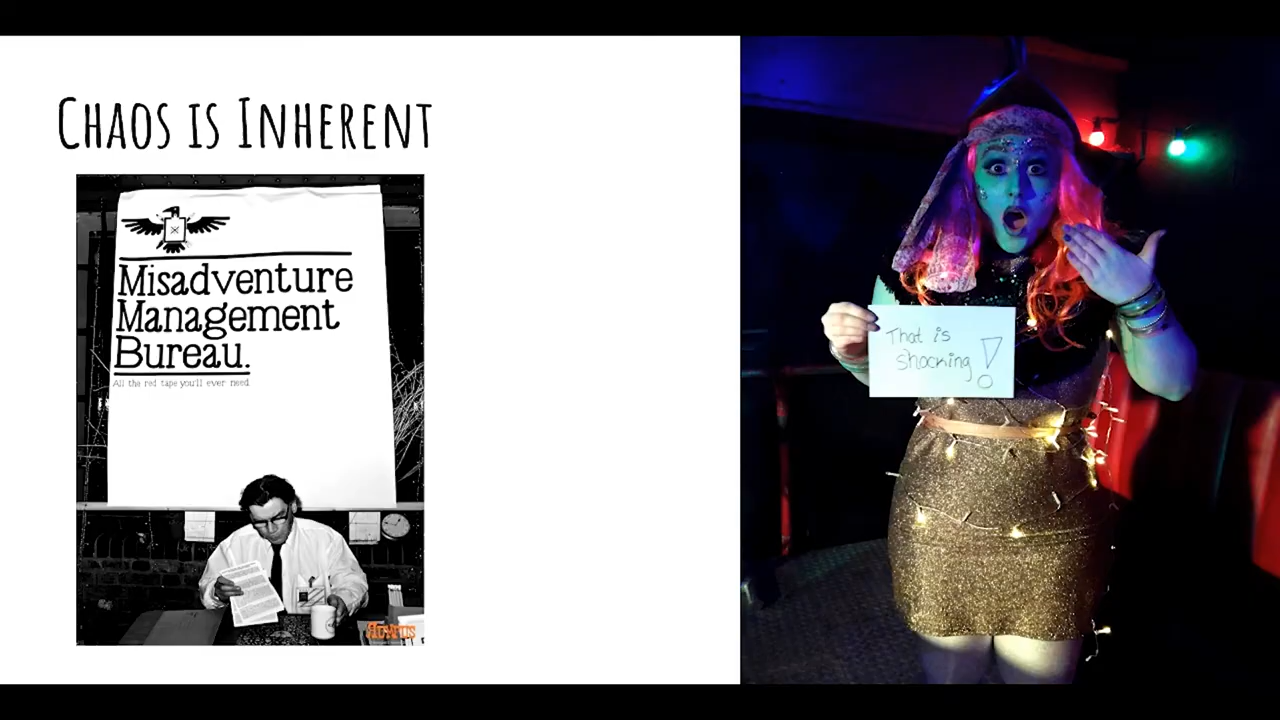 CHAOS IS INHERENT
Misadventure
Management
Bureau.
All the red tape you'll ever need
That is
Shocking!